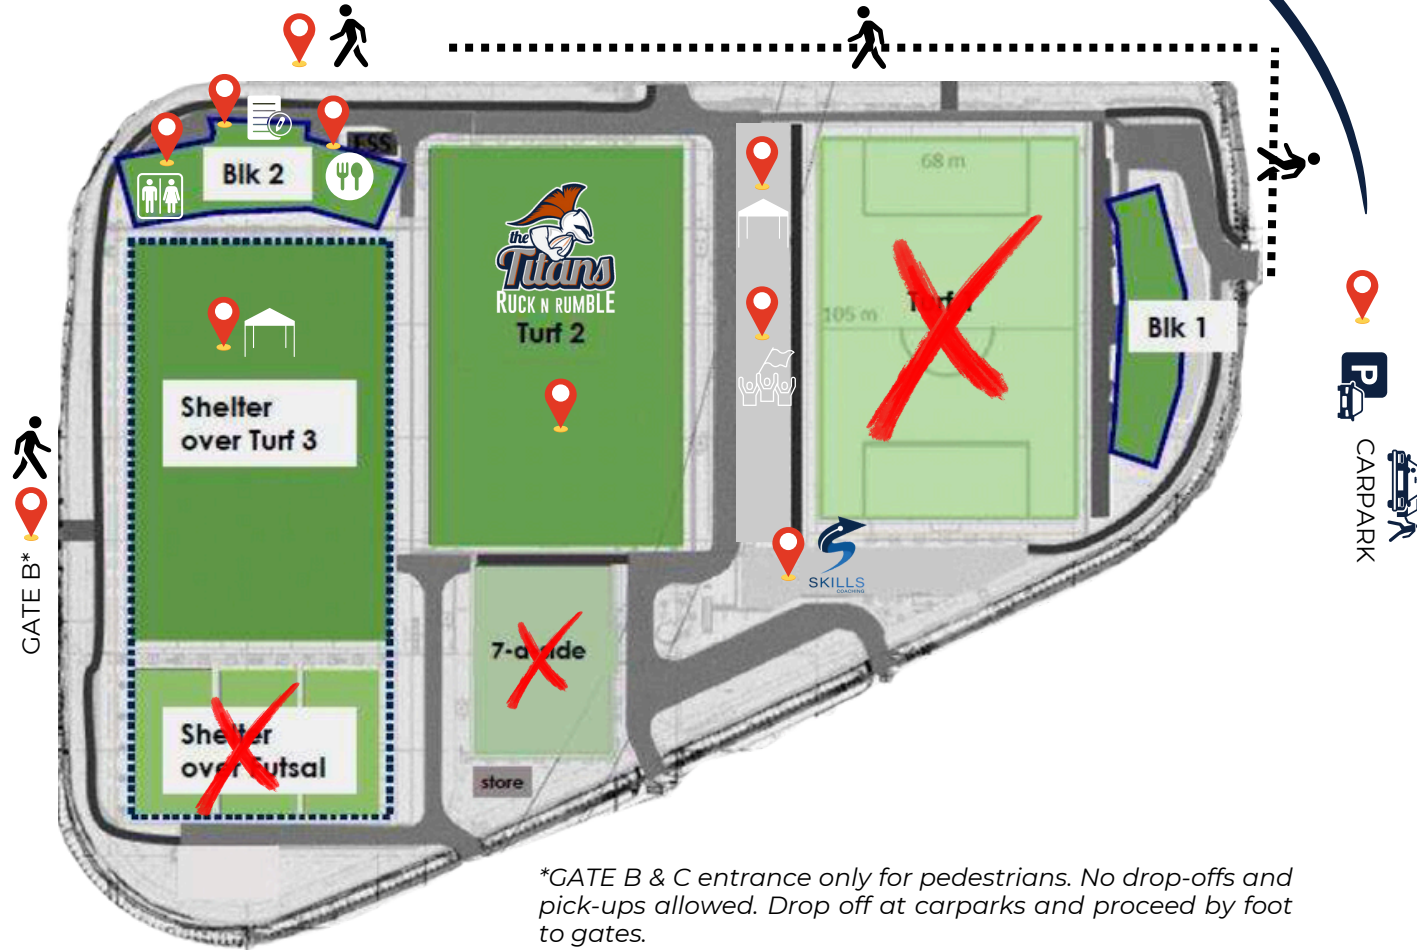 ESS
Blk 2
68 m
the
Titans
RUCK N RUMBLE
Turf 2
105 m
Blk 1
P
Shelter
over Turf 3
CARPARK
GATE B*
SKILLS
COACHING
7-a-side
Shelter
over Futsal
store
*GATE B & C entrance only for pedestrians. No drop-offs and
pick-ups allowed. Drop off at carparks and proceed by foot
to gates.